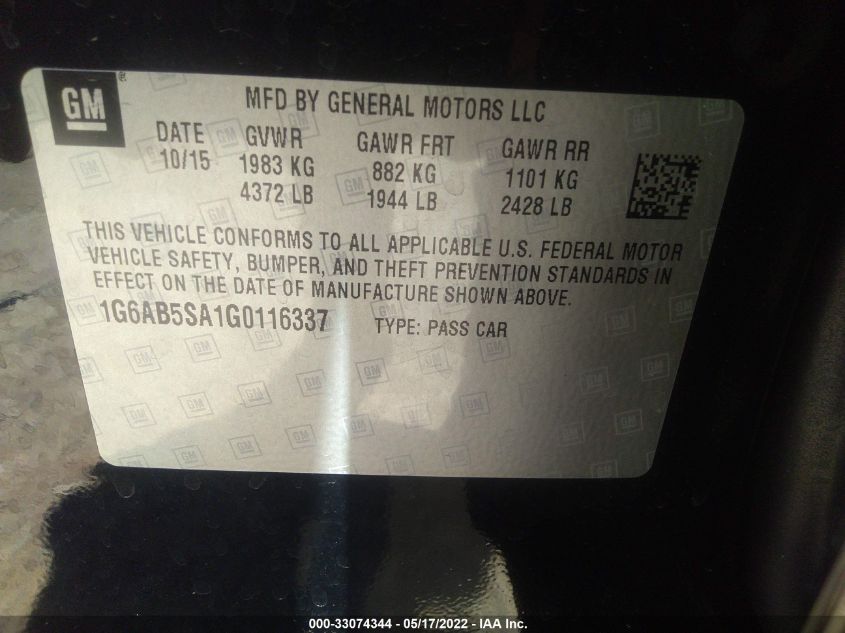 GM
MFD BY GENERAL MOTORS LLC
DATE GVWR GAWR FRT GAWR RR
10/15 1983 KG 882 KG 1101 KG
4372 LB 1944 LB 2428 LB
THIS VEHICLE CONFORMS TO ALL APPLICABLE U.S. FEDERAL MOTOR
VEHICLE SAFETY, BUMPER, AND THEFT PREVENTION STANDARDS IN
EFFECT ON THE DATE OF MANUFACTURE SHOWN ABOVE.
1G6AB5SA1G0116337 TYPE: PASS CAR
000-33074344 — 05/17/2022 - IAA Inc.